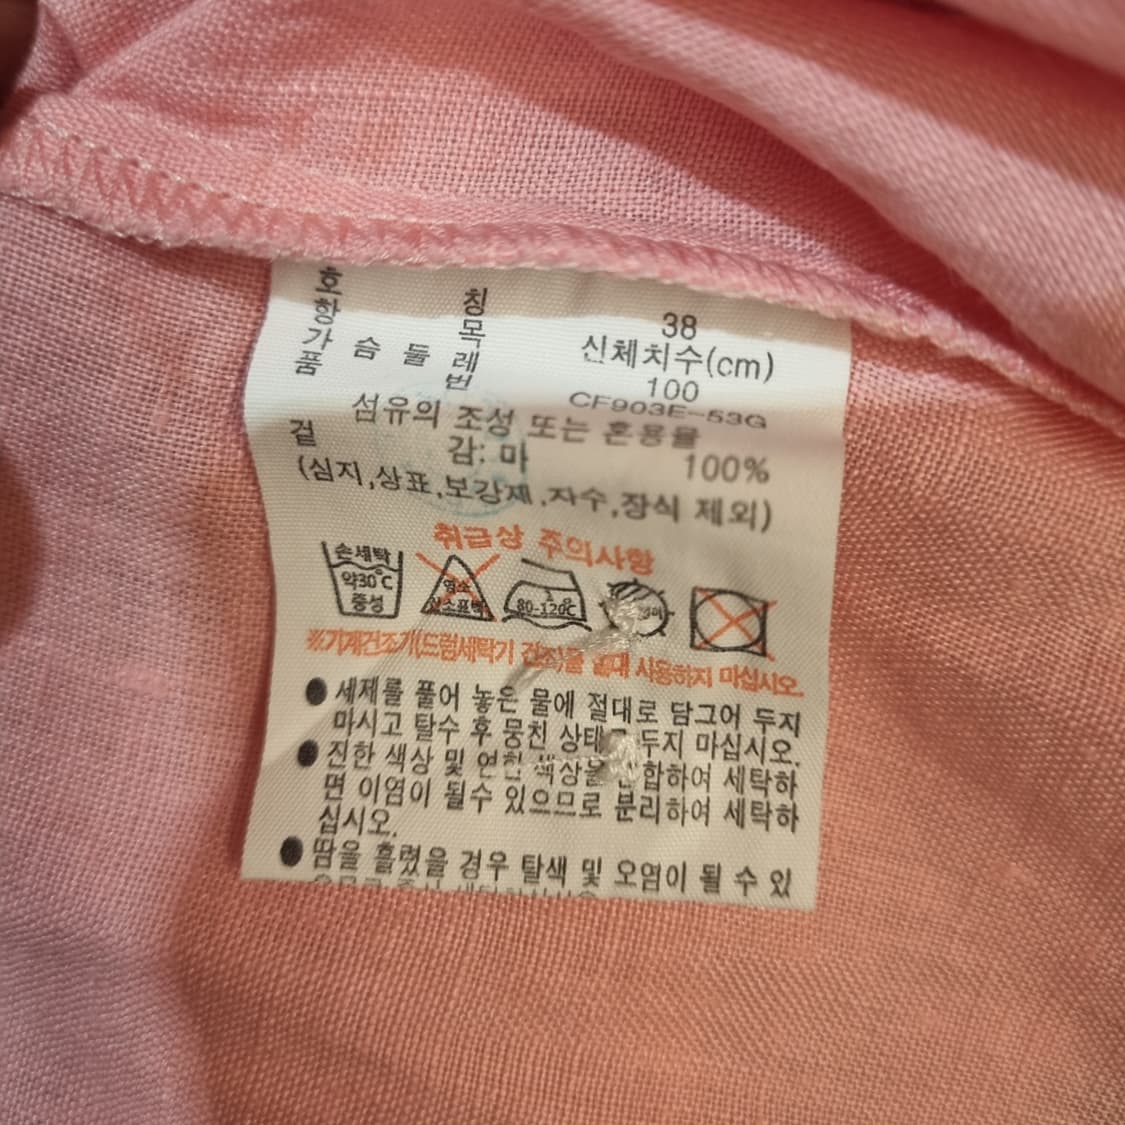 호 칭 38
항 목 신체치수(cm)
가 슴 둘 레 100
품 번 CF903E-53G
섬유의 조성 또는 혼용율
겉 감: 마 100%
(심지,상표,보강재,자수,장식 제외)
취급상 주의사항
손세탁
약30℃
중성
염소
80-120℃
※기계건조기(드럼세탁기 건조)을 절대 사용하지 마십시오.
● 세제를 풀어 놓은 물에 절대로 담그어 두지
마시고 탈수 후 뭉친 상태로 두지 마십시오.
● 진한 색상 및 연한 색상을 혼합하여 세탁하
면 이염이 될수 있으므로 분리하여 세탁하
십시오.
● 땀을 흘렸을 경우 탈색 및 오염이 될 수 있